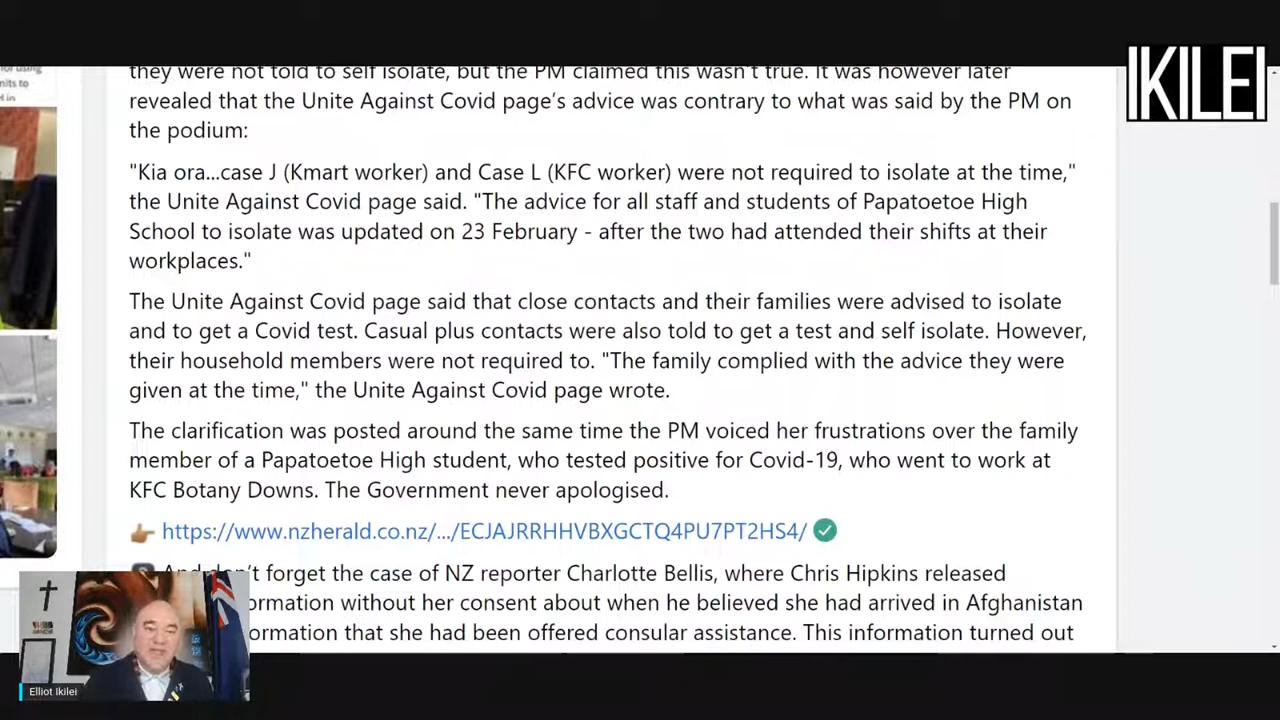 IKILEI
for using
nits to
d in
they were not told to self isolate, but the PM claimed this wasn't true. It was however later
revealed that the Unite Against Covid page's advice was contrary to what was said by the PM on
the podium:
"Kia ora...case J (Kmart worker) and Case L (KFC worker) were not required to isolate at the time,"
the Unite Against Covid page said. "The advice for all staff and students of Papatoetoe High
School to isolate was updated on 23 February - after the two had attended their shifts at their
workplaces."
The Unite Against Covid page said that close contacts and their families were advised to isolate
and to get a Covid test. Casual plus contacts were also told to get a test and self isolate. However,
their household members were not required to. "The family complied with the advice they were
given at the time," the Unite Against Covid page wrote.
The clarification was posted around the same time the PM voiced her frustrations over the family
member of a Papatoetoe High student, who tested positive for Covid-19, who went to work at
KFC Botany Downs. The Government never apologised.
https://www.nzherald.co.nz/.../ECJAJRRHHVBXGCTQ4PU7PT2HS4/
And don't forget the case of NZ reporter Charlotte Bellis, where Chris Hipkins released
ormation without her consent about when he believed she had arrived in Afghanistan
ormation that she had been offered consular assistance. This information turned out
Elliot Ikilei